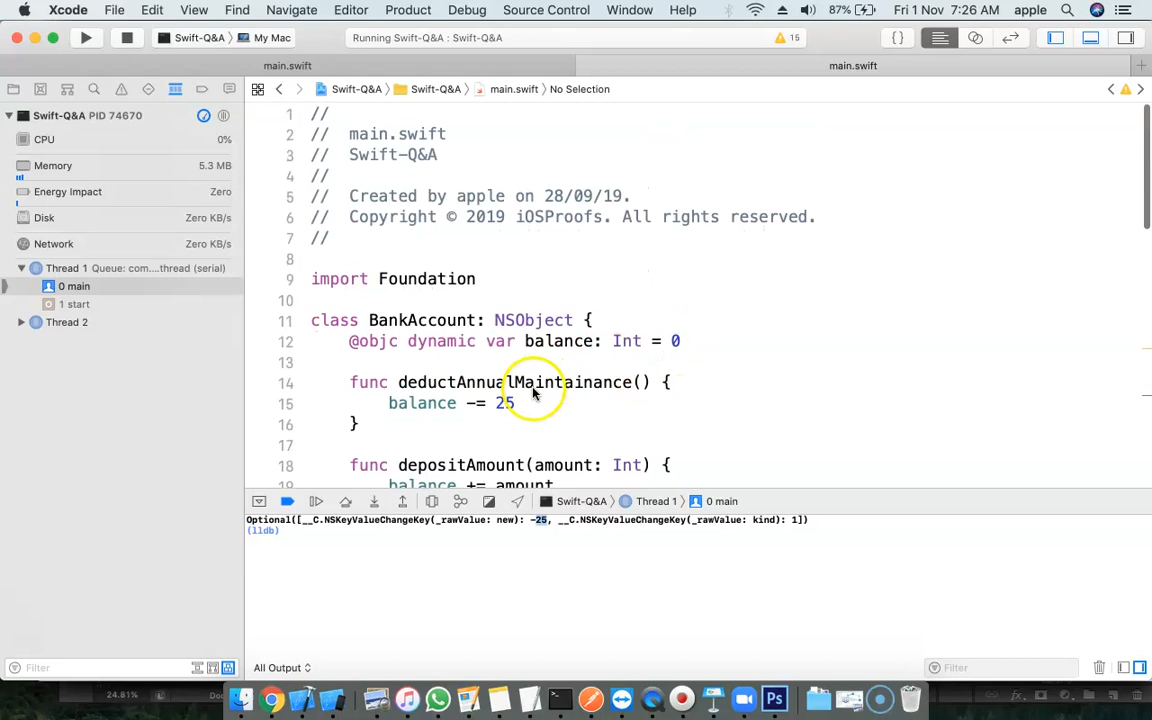 Xcode File Edit View Find Navigate Editor Product Debug Source Control Window Help 87% Fri 1 Nov 7:26 AM apple
Swift-Q&A My Mac Running Swift-Q&A : Swift-Q&A 15
main.swift main.swift
Swift-Q&A Swift-Q&A main.swift No Selection
Swift-Q&A PID 74670
CPU 0%
Memory 5.3 MB
Energy Impact Zero
Disk Zero KB/s
Network Zero KB/s
Thread 1 Queue: com....thread (serial)
0 main
1 start
Thread 2
1 //
2 // main.swift
3 // Swift-Q&A
4 //
5 // Created by apple on 28/09/19.
6 // Copyright © 2019 iOSProofs. All rights reserved.
7 //
8
9 import Foundation
10
11 class BankAccount: NSObject {
12 @objc dynamic var balance: Int = 0
13
14 func deductAnnualMaintainance() {
15 balance -= 25
16 }
17
18 func depositAmount(amount: Int) {
19 balance += amount
Swift-Q&A Thread 1 0 main
Optional([__C.NSKeyValueChangeKey(_rawValue: new): -25, __C.NSKeyValueChangeKey(_rawValue: kind): 1])
(lldb)
Filter All Output Filter
24.81%